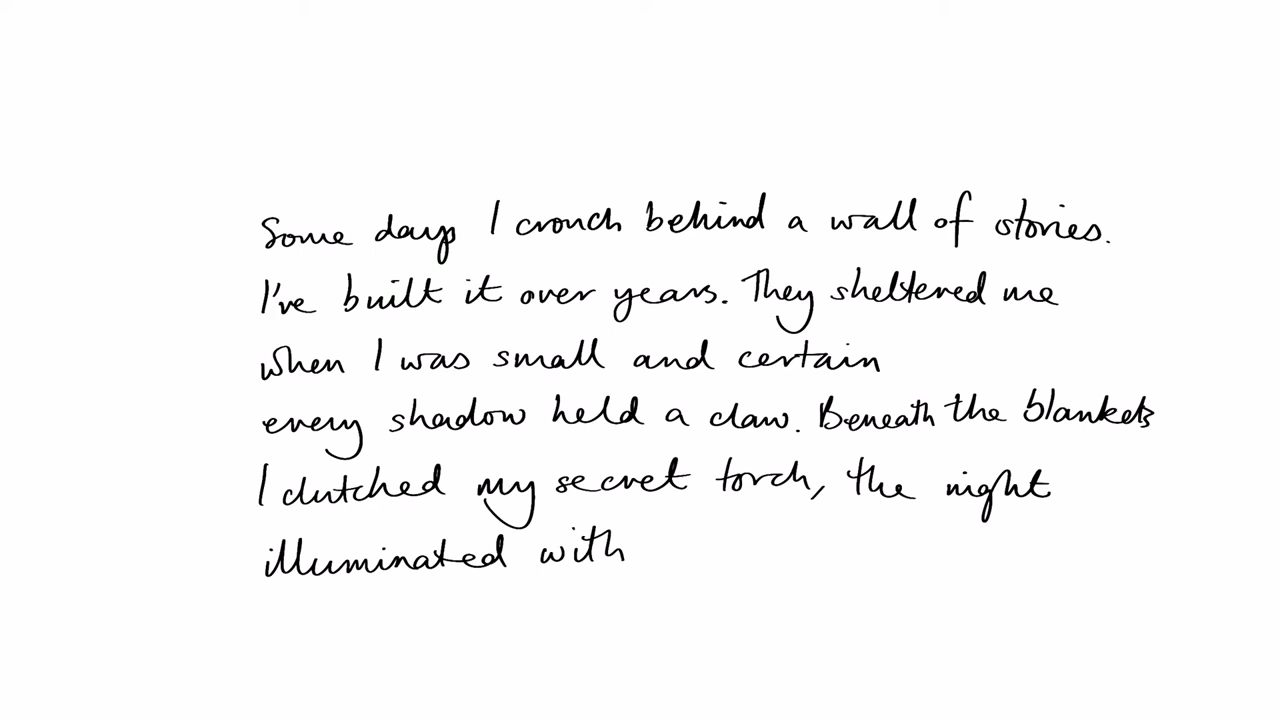 Some days I crouch behind a wall of stories.
I've built it over years. They sheltered me
when I was small and certain
every shadow held a claw. Beneath the blankets
I clutched my secret torch, the night
illuminated with